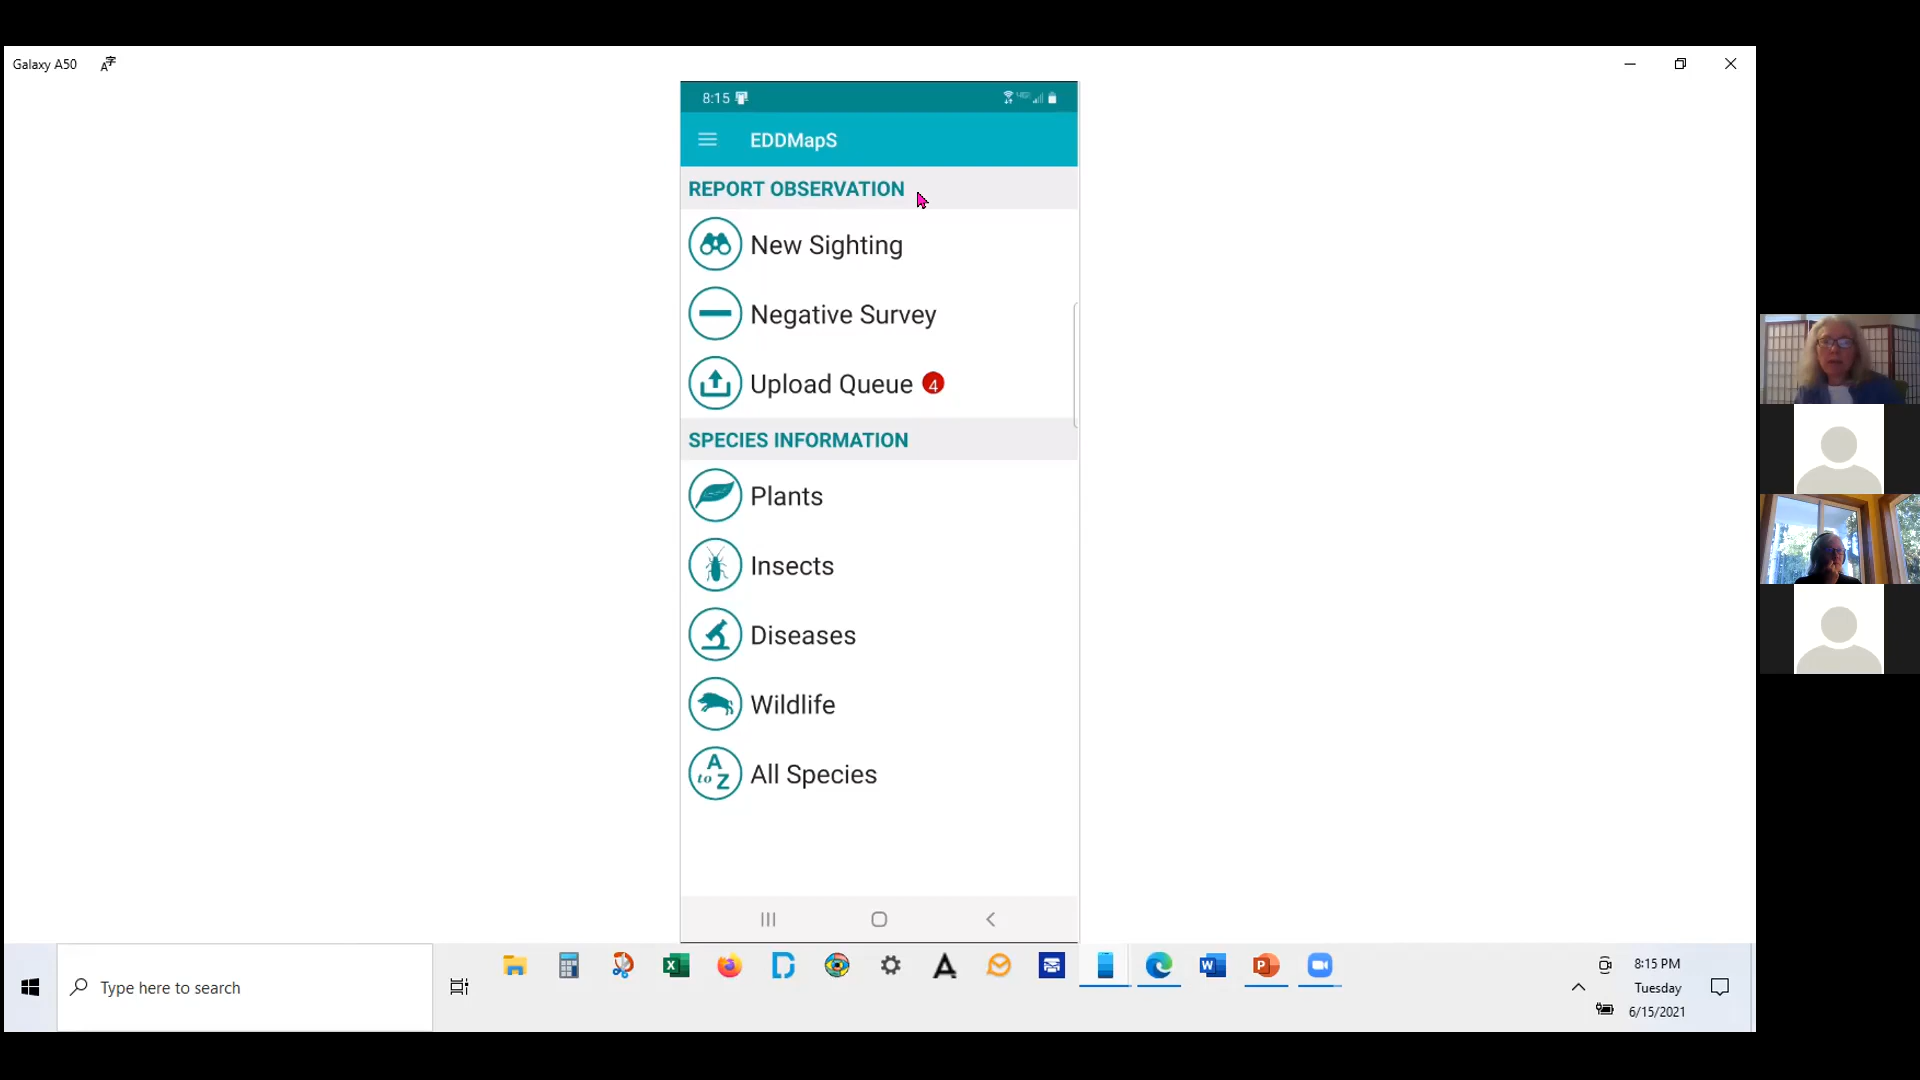 Galaxy A50
8:15
EDDMapS
REPORT OBSERVATION
New Sighting
Negative Survey
Upload Queue 4
SPECIES INFORMATION
Plants
Insects
Diseases
Wildlife
A to Z
All Species
Type here to search
8:15 PM
Tuesday
6/15/2021